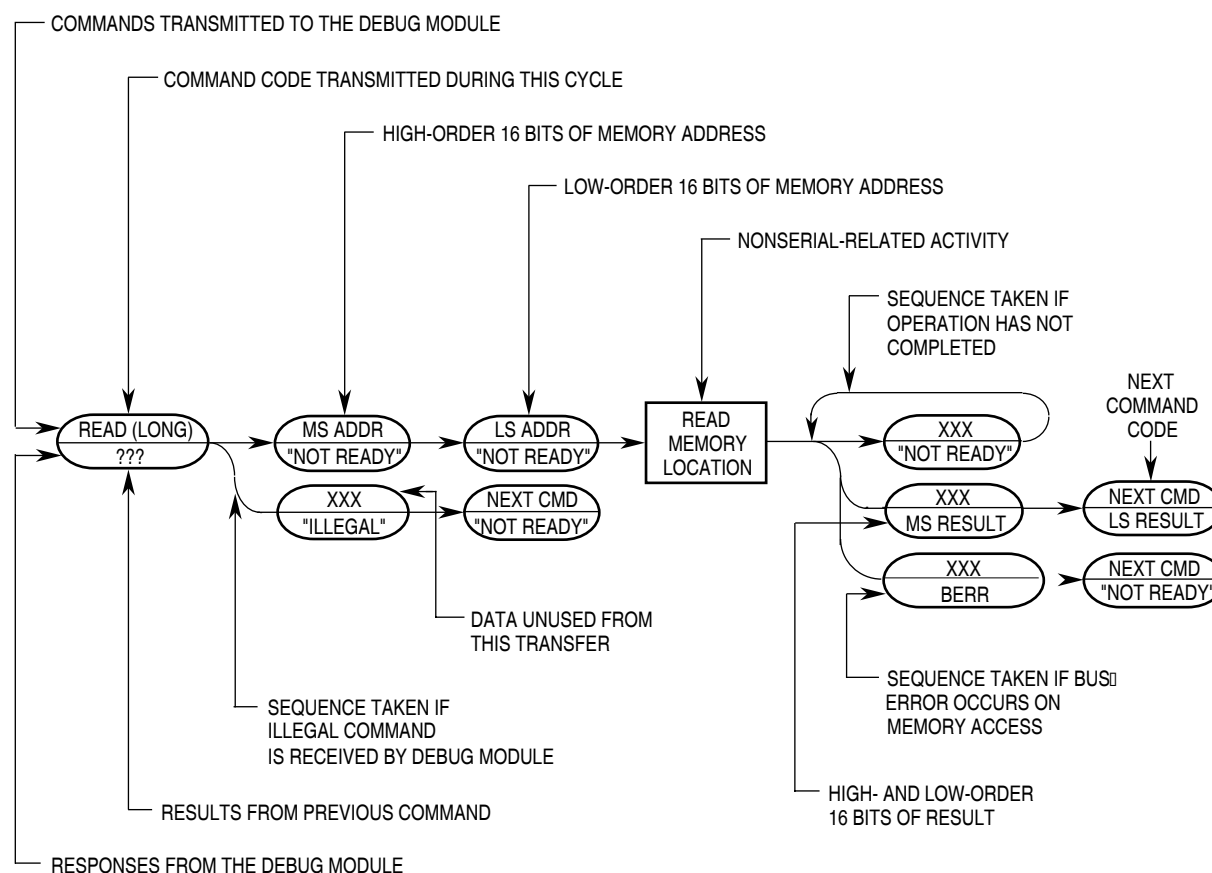 COMMANDS TRANSMITTED TO THE DEBUG MODULE
COMMAND CODE TRANSMITTED DURING THIS CYCLE
HIGH-ORDER 16 BITS OF MEMORY ADDRESS
LOW-ORDER 16 BITS OF MEMORY ADDRESS
NONSERIAL-RELATED ACTIVITY
SEQUENCE TAKEN IF
OPERATION HAS NOT
COMPLETED
NEXT
COMMAND
CODE
READ (LONG)
???
MS ADDR
"NOT READY"
LS ADDR
"NOT READY"
READ
MEMORY
LOCATION
XXX
"NOT READY"
XXX
"ILLEGAL"
NEXT CMD
"NOT READY"
XXX
MS RESULT
NEXT CMD
LS RESULT
XXX
BERR
NEXT CMD
"NOT READY"
DATA UNUSED FROM
THIS TRANSFER
SEQUENCE TAKEN IF BUS
ERROR OCCURS ON
MEMORY ACCESS
SEQUENCE TAKEN IF
ILLEGAL COMMAND
IS RECEIVED BY DEBUG MODULE
HIGH- AND LOW-ORDER
16 BITS OF RESULT
RESULTS FROM PREVIOUS COMMAND
RESPONSES FROM THE DEBUG MODULE